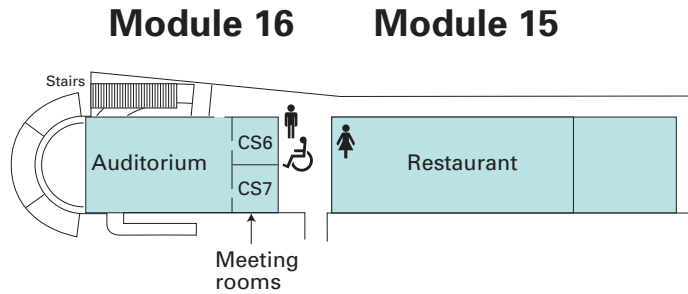 Module 16
Module 15
Stairs
Auditorium
CS6
CS7
Restaurant
Meeting
rooms